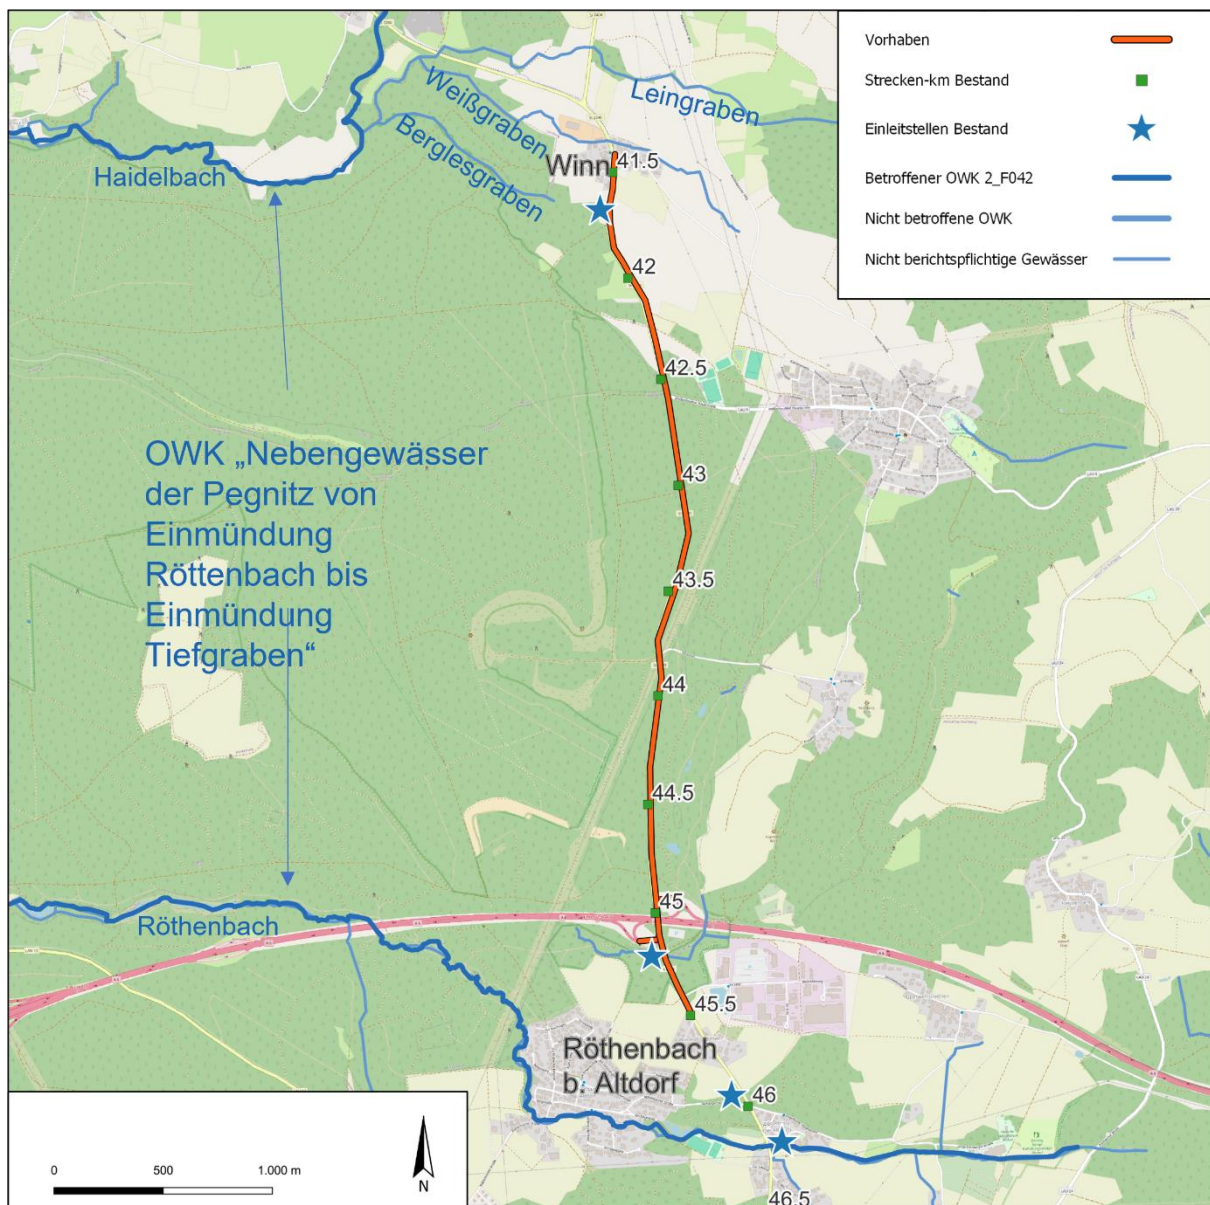 Vorhaben
Strecken-km Bestand
Einleitstellen Bestand
Betroffener OWK 2_F042
Nicht betroffene OWK
Nicht berichtspflichtige Gewässer
Leingraben
Weißgraben
Berglesgraben
Haidelbach
Winn
41.5
42
42.5
43
43.5
44
44.5
45
45.5
46
46.5
OWK „Nebengewässer
der Pegnitz von
Einmündung
Röttenbach bis
Einmündung
Tiefgraben“
Röthenbach
Röthenbach
b. Altdorf
0 500 1.000 m
N